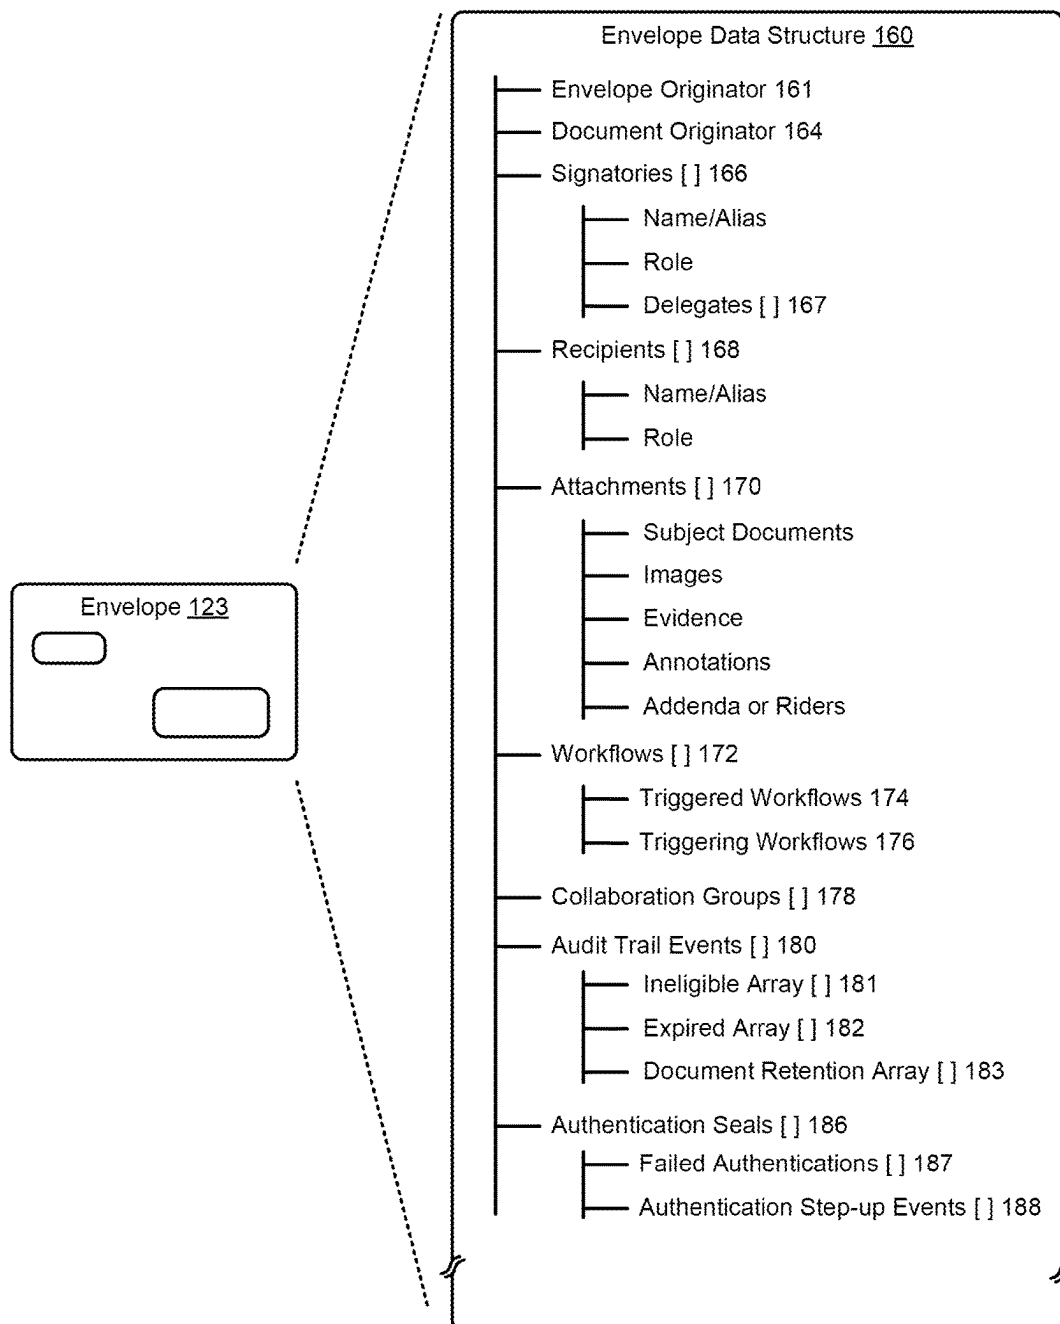 Envelope Data Structure 160
Envelope Originator 161
Document Originator 164
Signatories [ ] 166
Name/Alias
Role
Delegates [ ] 167
Recipients [ ] 168
Name/Alias
Role
Attachments [ ] 170
Subject Documents
Images
Evidence
Annotations
Addenda or Riders
Workflows [ ] 172
Triggered Workflows 174
Triggering Workflows 176
Collaboration Groups [ ] 178
Audit Trail Events [ ] 180
Ineligible Array [ ] 181
Expired Array [ ] 182
Document Retention Array [ ] 183
Authentication Seals [ ] 186
Failed Authentications [ ] 187
Authentication Step-up Events [ ] 188
Envelope 123